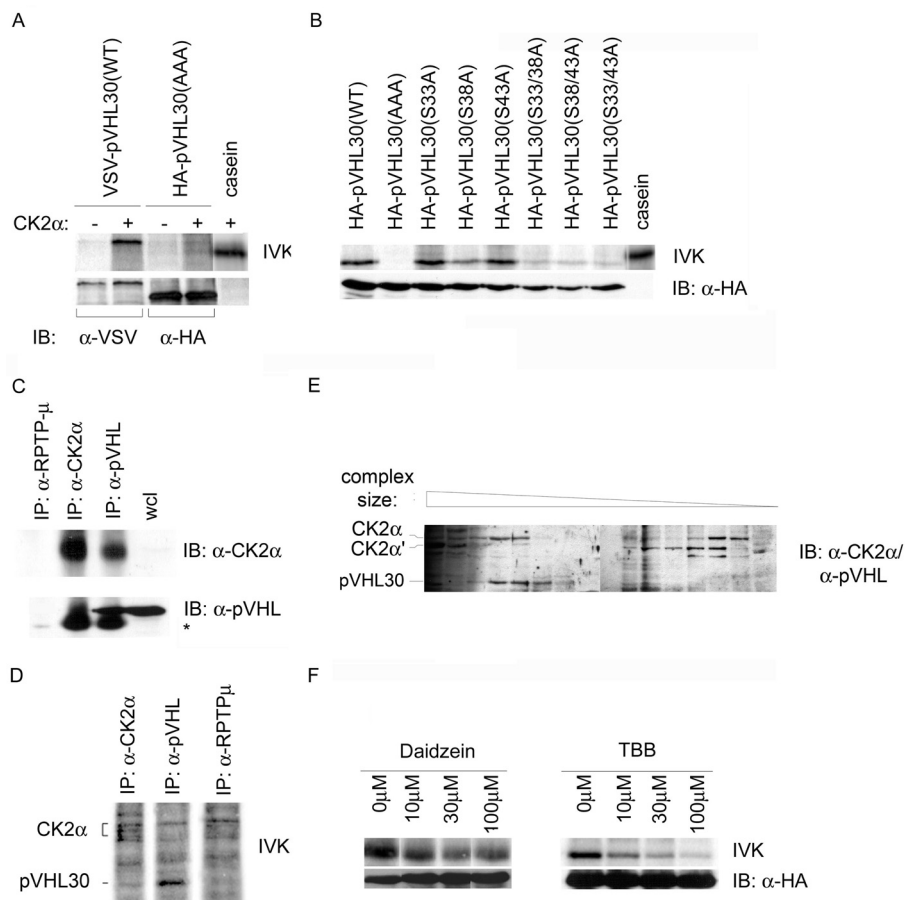 A
VSV-pVHL30(WT)
HA-pVHL30(AAA)
casein
CK2α: - + - + +
IVK
IB: α-VSV α-HA
B
HA-pVHL30(WT)
HA-pVHL30(AAA)
HA-pVHL30(S33A)
HA-pVHL30(S38A)
HA-pVHL30(S43A)
HA-pVHL30(S33/38A)
HA-pVHL30(S38/43A)
HA-pVHL30(S33/43A)
casein
IVK
IB: α-HA
C
IP: α-RPTP-μ
IP: α-CK2α
IP: α-pVHL
wcl
IB: α-CK2α
IB: α-pVHL
*
E
complex
size:
CK2α
CK2α'
pVHL30
IB: α-CK2α/
α-pVHL
D
IP: α-CK2α
IP: α-pVHL
IP: α-RPTPμ
CK2α
pVHL30
IVK
F
Daidzein
0μM
10μM
30μM
100μM
TBB
0μM
10μM
30μM
100μM
IVK
IB: α-HA